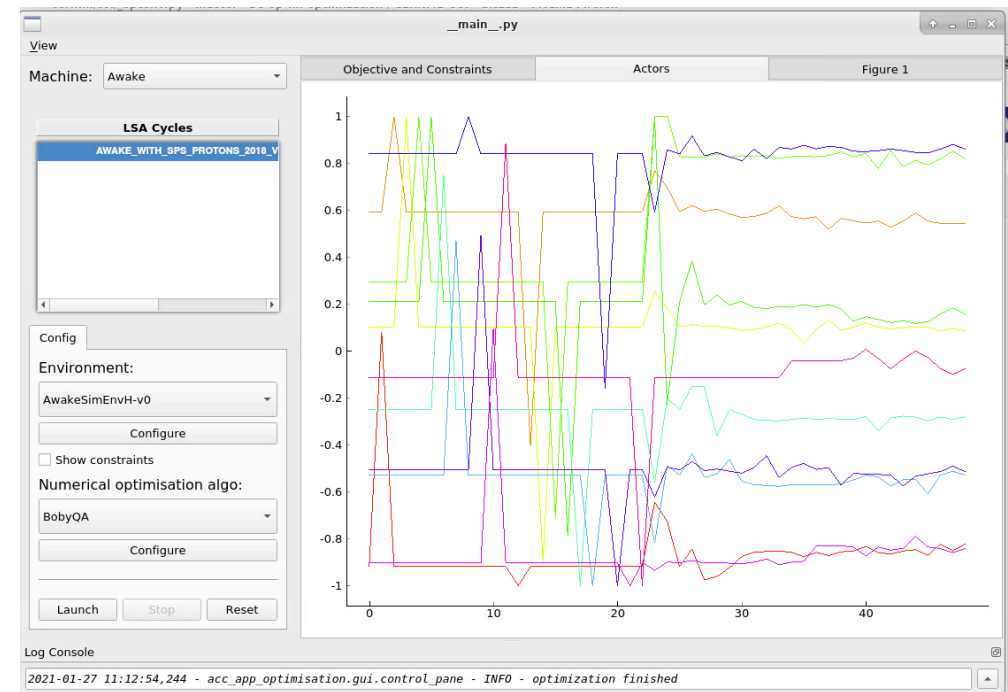 __main__.py
View
Machine: Awake
Objective and Constraints Actors Figure 1
LSA Cycles
AWAKE_WITH_SPS_PROTONS_2018_V
Config
Environment:
AwakeSimEnvH-v0
Configure
Show constraints
Numerical optimisation algo:
BobyQA
Configure
Launch Stop Reset
1
0.8
0.6
0.4
0.2
0
-0.2
-0.4
-0.6
-0.8
-1
0 10 20 30 40
Log Console
2021-01-27 11:12:54,244 - acc_app_optimisation.gui.control_pane - INFO - optimization finished